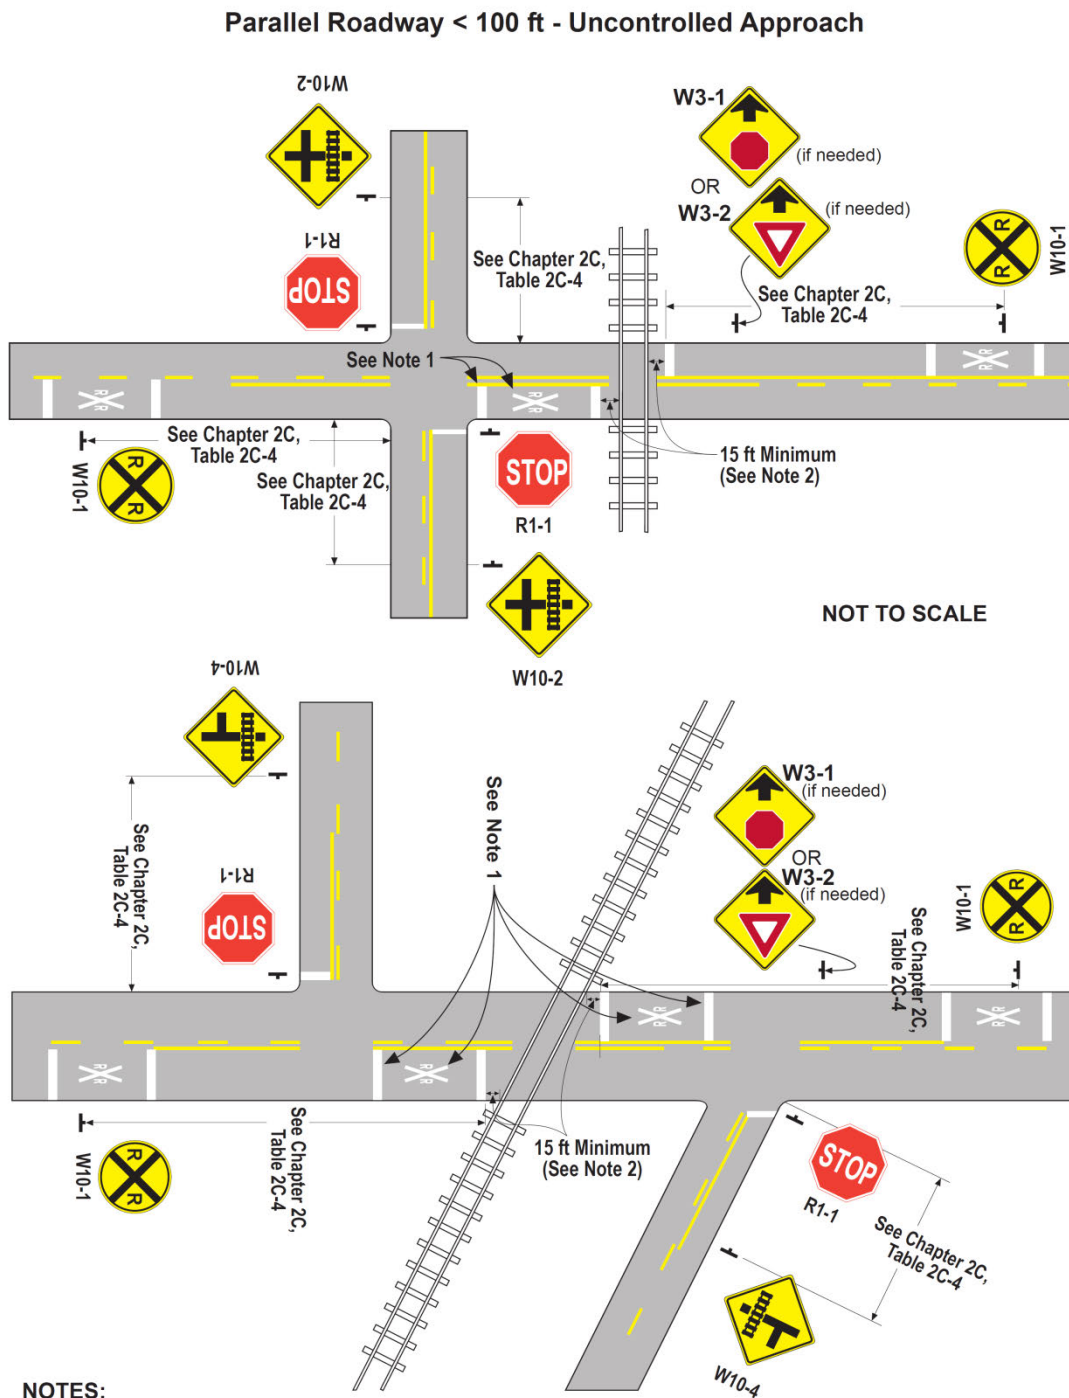 Parallel Roadway < 100 ft - Uncontrolled Approach
W10-2
W3-1
(if needed)
OR
W3-2
(if needed)
R
R
W10-1
R1-1
STOP
See Chapter 2C,
Table 2C-4
See Chapter 2C,
Table 2C-4
See Note 1
R
R
R
R
R
R
See Chapter 2C,
Table 2C-4
See Chapter 2C,
Table 2C-4
R
R
W10-1
STOP
R1-1
15 ft Minimum
(See Note 2)
W10-2
NOT TO SCALE
W10-4
See Note 1
W3-1
(if needed)
OR
W3-2
(if needed)
R
R
W10-1
See Chapter 2C,
Table 2C-4
R1-1
STOP
See Chapter 2C,
Table 2C-4
R
R
R
R
R
R
R
R
R
R
W10-1
See Chapter 2C,
Table 2C-4
15 ft Minimum
(See Note 2)
STOP
R1-1
See Chapter 2C,
Table 2C-4
W10-4
NOTES: